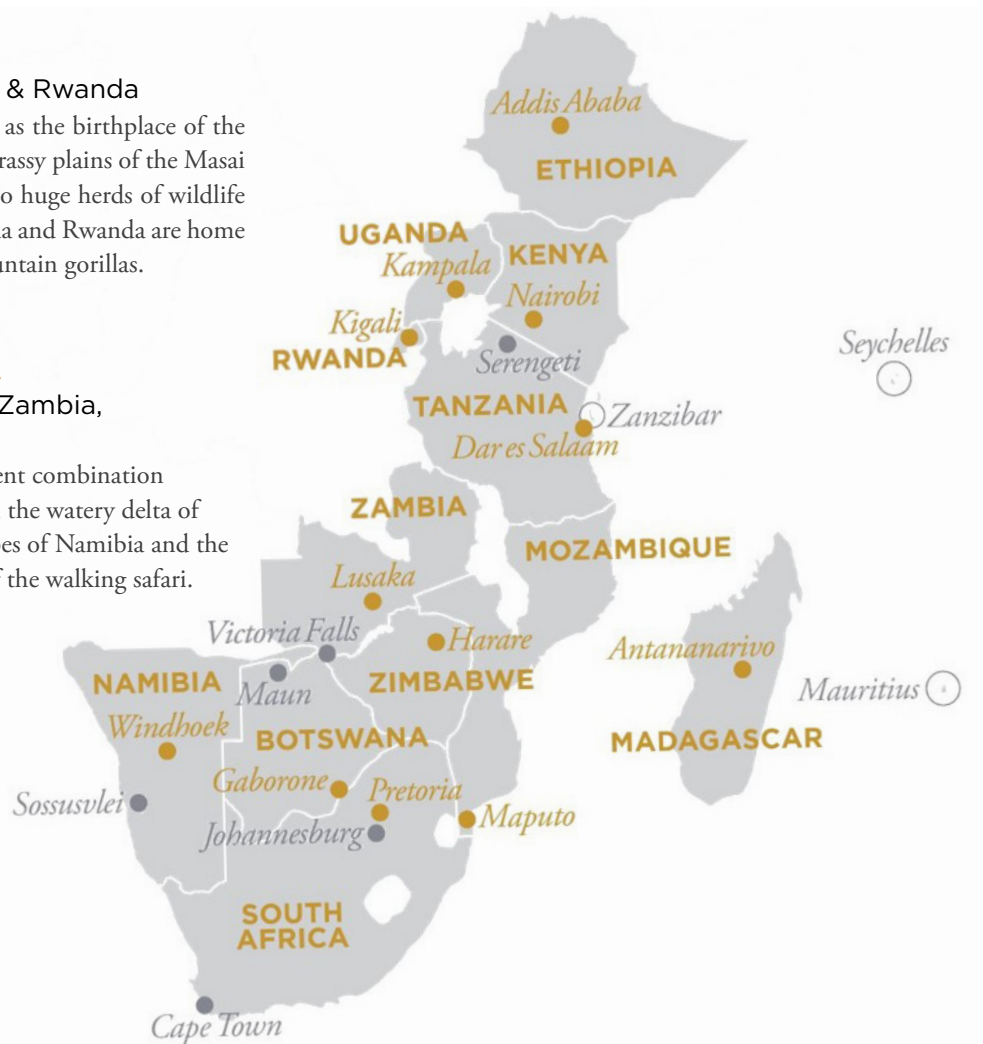 & Rwanda
as the birthplace of the
rassy plains of the Masai
o huge herds of wildlife
a and Rwanda are home
untain gorillas.
Zambia,
ent combination
the watery delta of
es of Namibia and the
f the walking safari.
Addis Ababa
ETHIOPIA
UGANDA
Kampala
KENYA
Nairobi
Kigali
RWANDA
Serengeti
Seychelles
TANZANIA
Zanzibar
Dar es Salaam
ZAMBIA
MOZAMBIQUE
Lusaka
Victoria Falls
Harare
Antananarivo
NAMIBIA
Maun
ZIMBABWE
Mauritius
Windhoek
BOTSWANA
MADAGASCAR
Gaborone
Pretoria
Sossusvlei
Johannesburg
Maputo
SOUTH
AFRICA
Cape Town